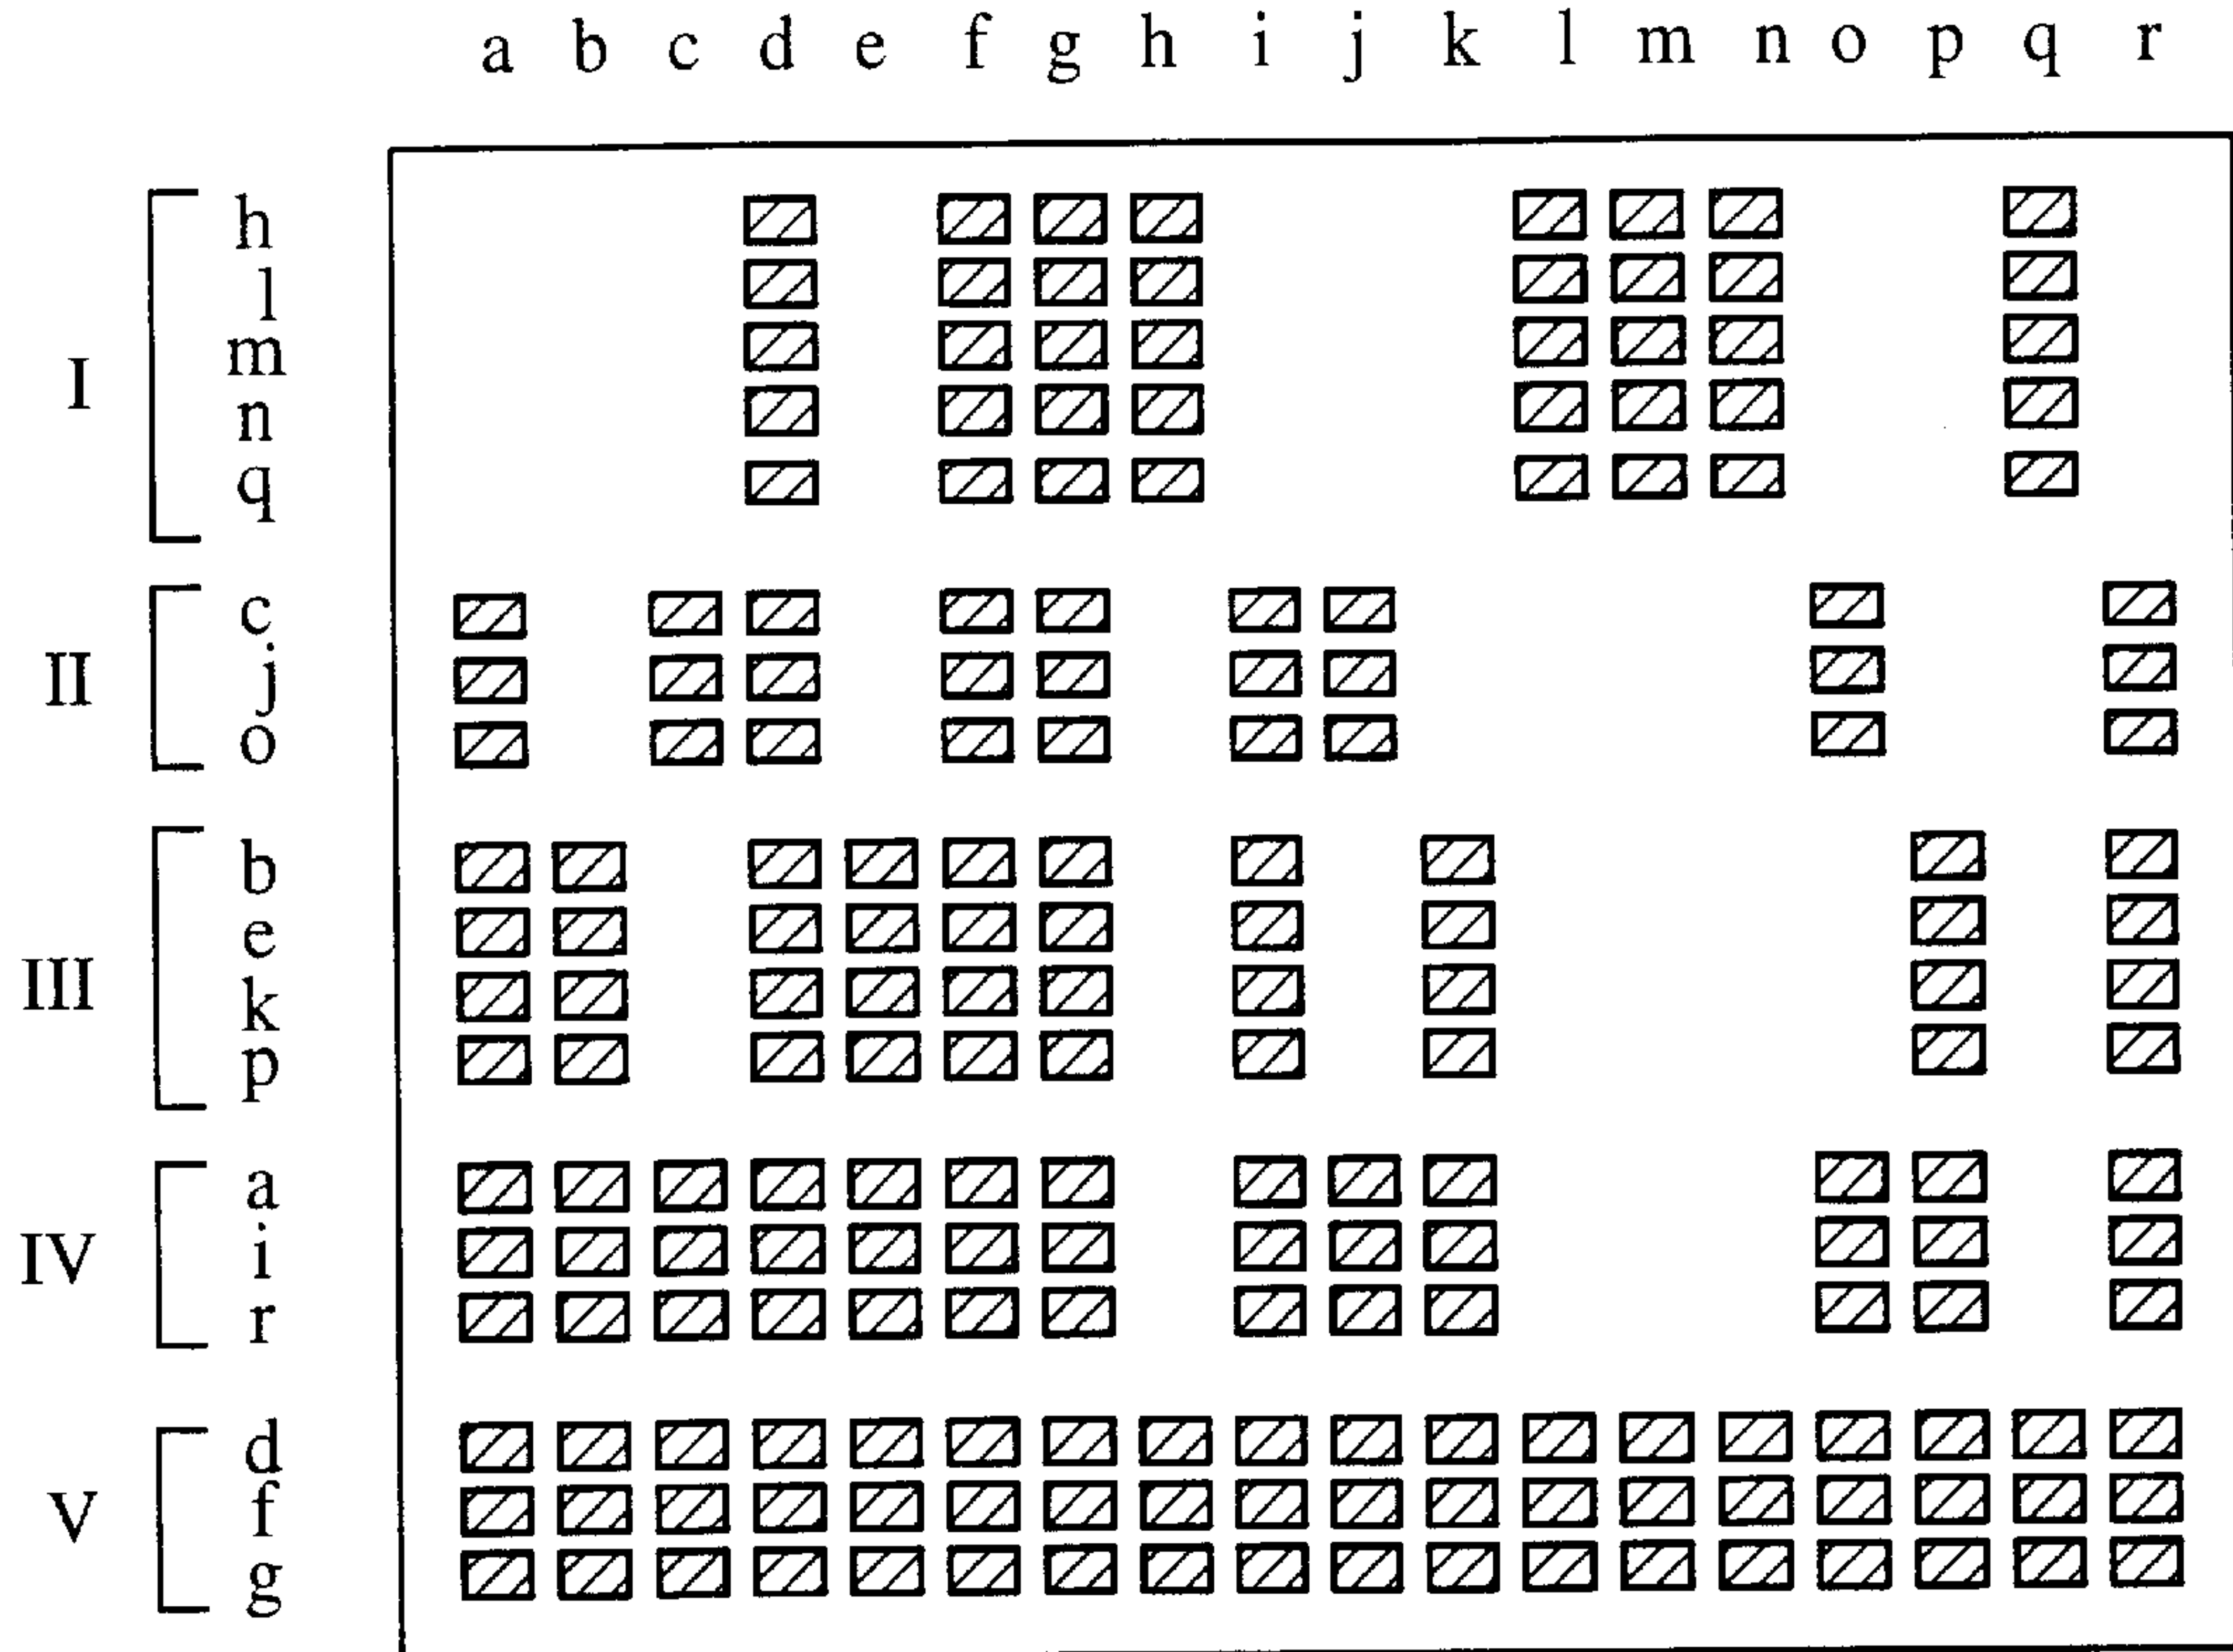 a b c d e f g h i j k l m n o p q r
h
l
I m
n
q
c
II j
o
b
e
III k
p
a
IV i
r
d
V f
g